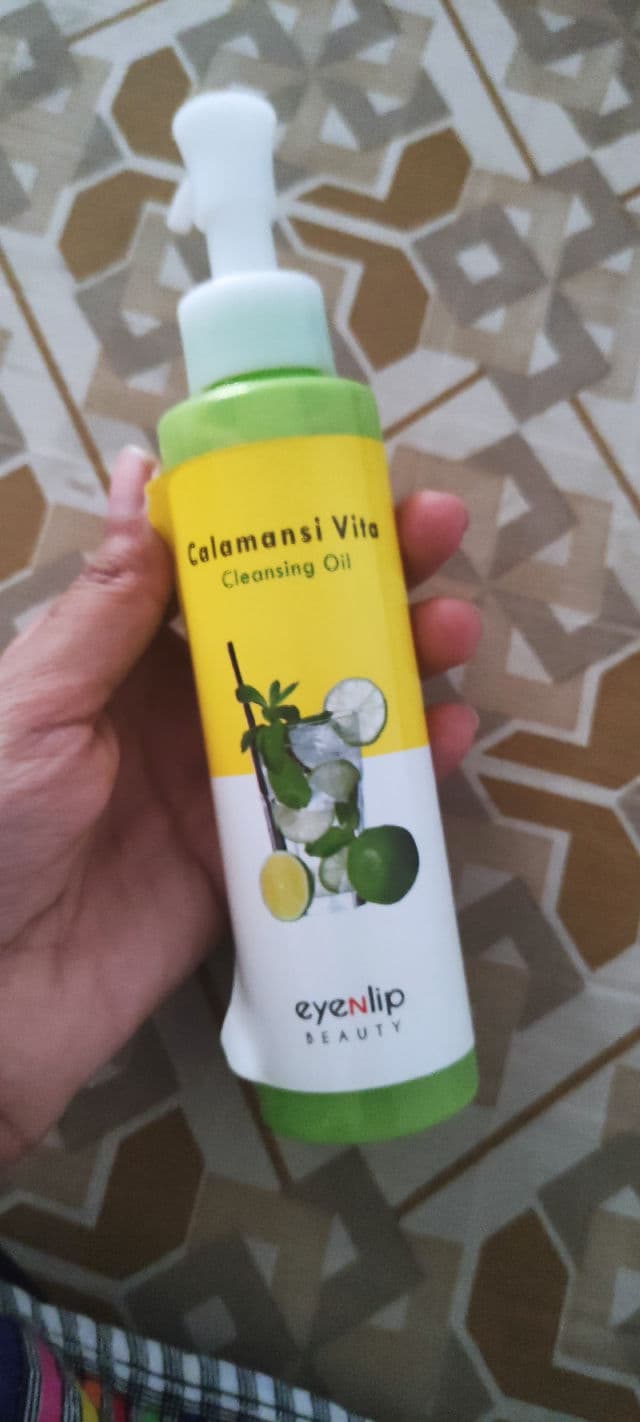 Calamansi Vita
Cleansing Oil
eyeNlip
BEAUTY